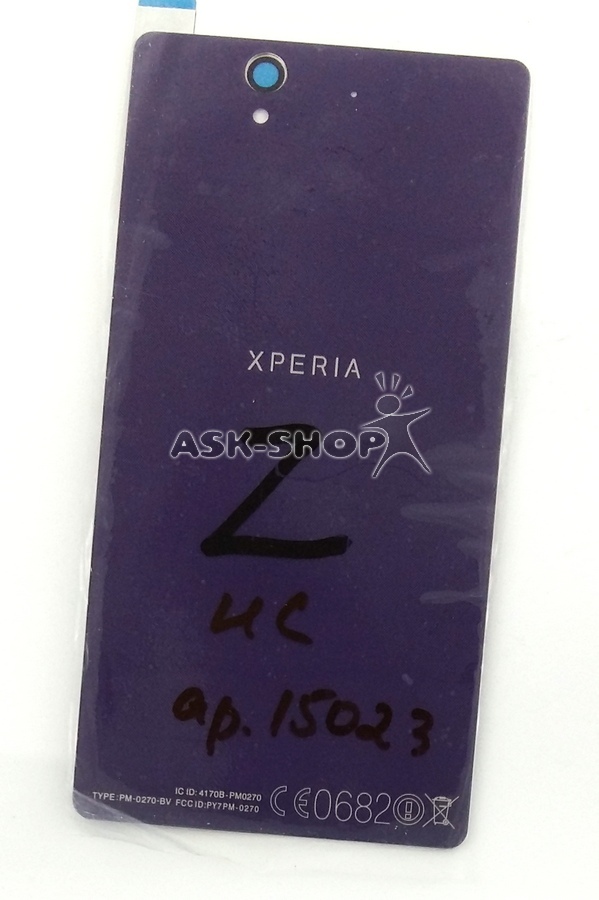 XPERIA
ASK-SHOP
Z
ис
ар. 15023
IC ID: 4170B-PM0270
TYPE: PM-0270-BV FCC ID: PY7PM-0270
CE0682